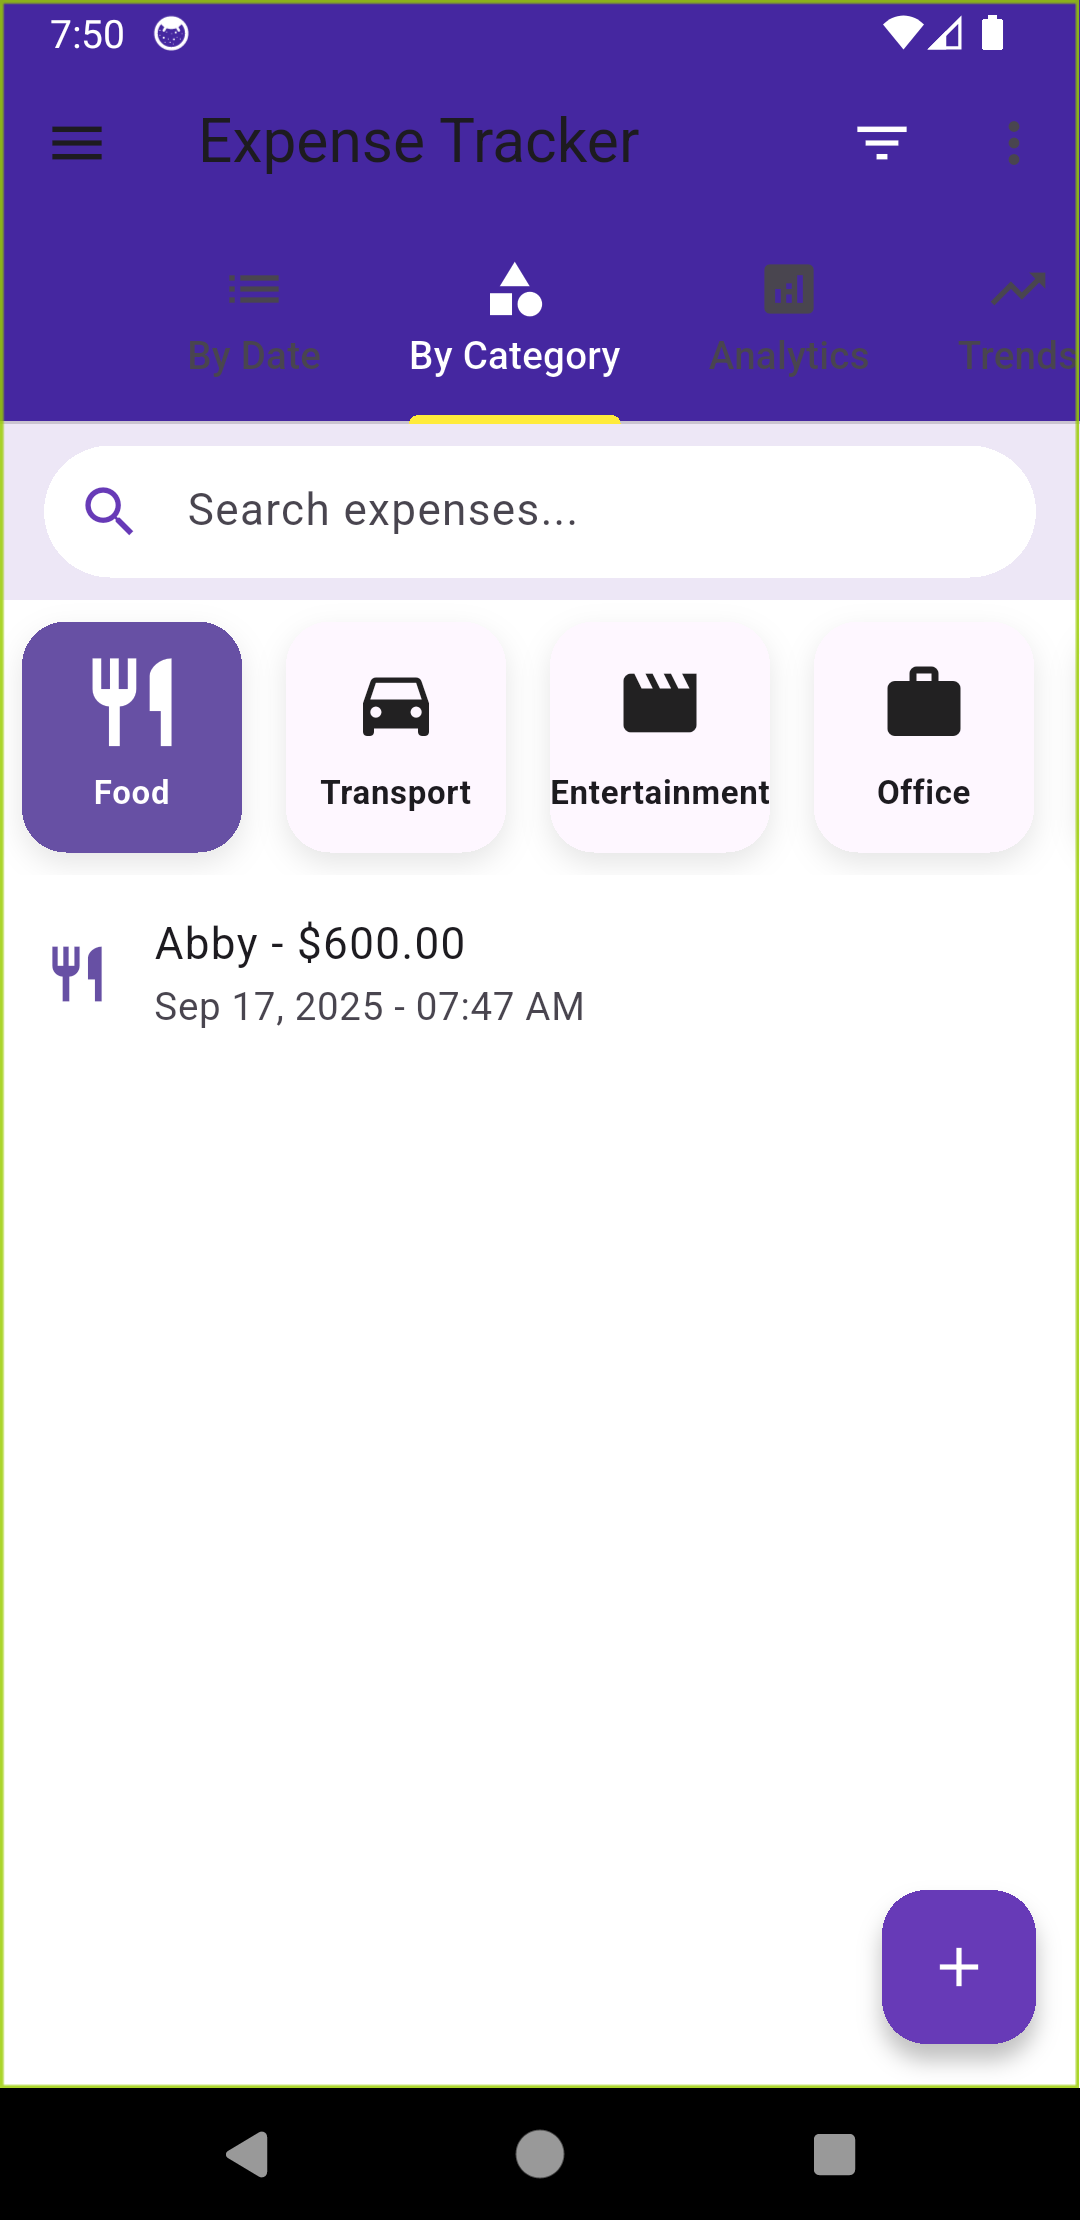 7:50
Expense Tracker
By Date
By Category
Analytics
Trends
Search expenses...
Food
Transport
Entertainment
Office
Abby - $600.00
Sep 17, 2025 - 07:47 AM